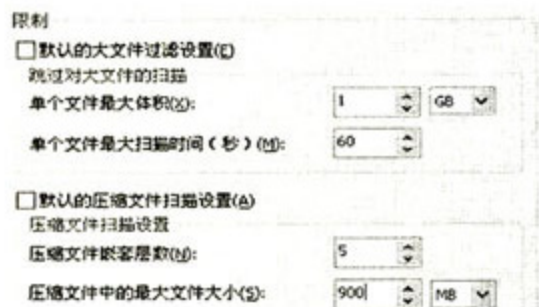 限制
默认的大文件过滤设置(E)
跳过对大文件的扫描
单个文件最大体积(X): 1 GB
单个文件最大扫描时间(秒)(M): 60
默认的压缩文件扫描设置(A)
压缩文件扫描设置
压缩文件嵌套层数(N): 5
压缩文件中的最大文件大小(S): 900 MB